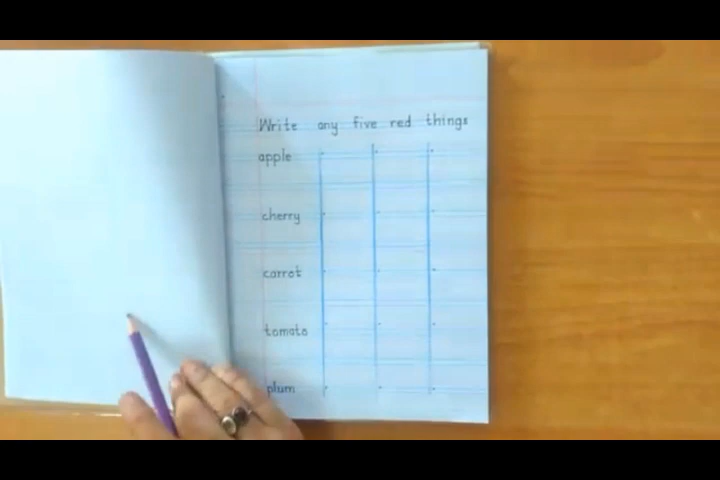 Write any five red things
apple
cherry
carrot
tomato
plum